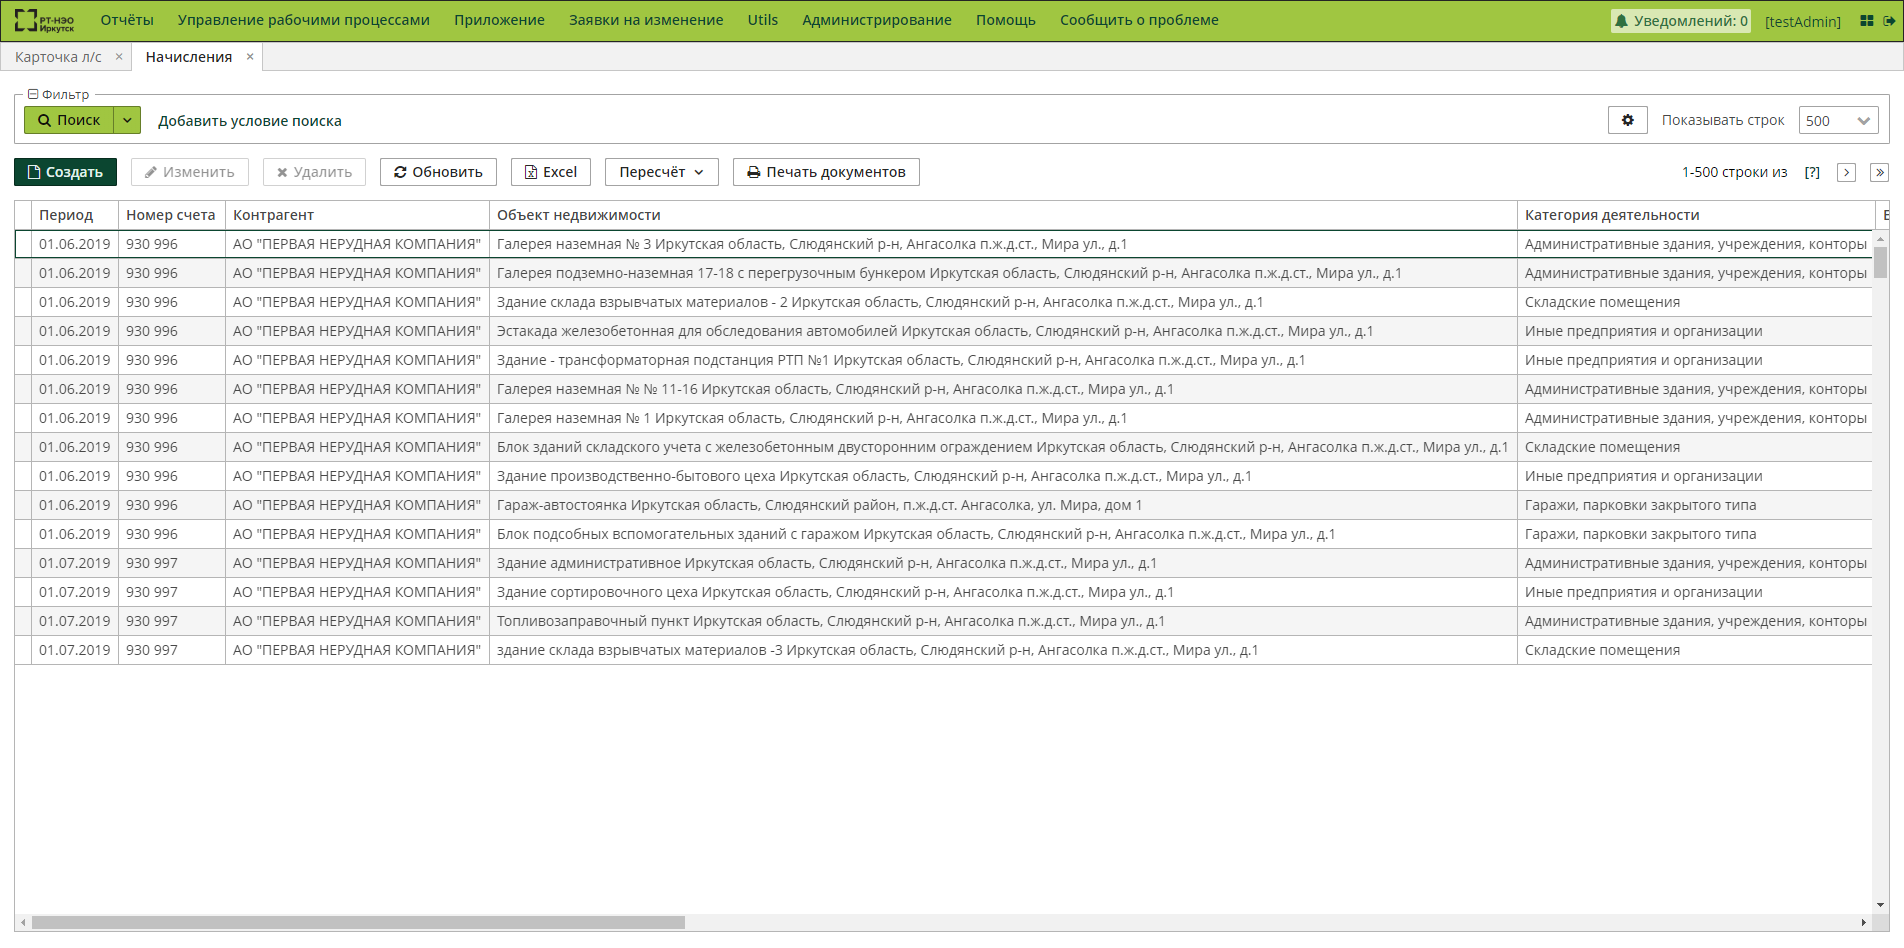 РТ-НЭО Иркутск Отчёты Управление рабочими процессами Приложение Заявки на изменение Utils Администрирование Помощь Сообщить о проблеме Уведомлений: 0 [testAdmin]
Карточка л/с × Начисления ×
Фильтр
Поиск Добавить условие поиска Показывать строк 500
Создать Изменить Удалить Обновить Excel Пересчёт Печать документов 1-500 строки из [?]
Период Номер счета Контрагент Объект недвижимости Категория деятельности
01.06.2019 930 996 АО "ПЕРВАЯ НЕРУДНАЯ КОМПАНИЯ" Галерея наземная № 3 Иркутская область, Слюдянский р-н, Ангасолка п.ж.д.ст., Мира ул., д.1 Административные здания, учреждения, конторы
01.06.2019 930 996 АО "ПЕРВАЯ НЕРУДНАЯ КОМПАНИЯ" Галерея подземно-наземная 17-18 с перегрузочным бункером Иркутская область, Слюдянский р-н, Ангасолка п.ж.д.ст., Мира ул., д.1 Административные здания, учреждения, конторы
01.06.2019 930 996 АО "ПЕРВАЯ НЕРУДНАЯ КОМПАНИЯ" Здание склада взрывчатых материалов - 2 Иркутская область, Слюдянский р-н, Ангасолка п.ж.д.ст., Мира ул., д.1 Складские помещения
01.06.2019 930 996 АО "ПЕРВАЯ НЕРУДНАЯ КОМПАНИЯ" Эстакада железобетонная для обследования автомобилей Иркутская область, Слюдянский р-н, Ангасолка п.ж.д.ст., Мира ул., д.1 Иные предприятия и организации
01.06.2019 930 996 АО "ПЕРВАЯ НЕРУДНАЯ КОМПАНИЯ" Здание - трансформаторная подстанция РТП №1 Иркутская область, Слюдянский р-н, Ангасолка п.ж.д.ст., Мира ул., д.1 Иные предприятия и организации
01.06.2019 930 996 АО "ПЕРВАЯ НЕРУДНАЯ КОМПАНИЯ" Галерея наземная № № 11-16 Иркутская область, Слюдянский р-н, Ангасолка п.ж.д.ст., Мира ул., д.1 Административные здания, учреждения, конторы
01.06.2019 930 996 АО "ПЕРВАЯ НЕРУДНАЯ КОМПАНИЯ" Галерея наземная № 1 Иркутская область, Слюдянский р-н, Ангасолка п.ж.д.ст., Мира ул., д.1 Административные здания, учреждения, конторы
01.06.2019 930 996 АО "ПЕРВАЯ НЕРУДНАЯ КОМПАНИЯ" Блок зданий складского учета с железобетонным двусторонним ограждением Иркутская область, Слюдянский р-н, Ангасолка п.ж.д.ст., Мира ул., д.1 Складские помещения
01.06.2019 930 996 АО "ПЕРВАЯ НЕРУДНАЯ КОМПАНИЯ" Здание производственно-бытового цеха Иркутская область, Слюдянский р-н, Ангасолка п.ж.д.ст., Мира ул., д.1 Иные предприятия и организации
01.06.2019 930 996 АО "ПЕРВАЯ НЕРУДНАЯ КОМПАНИЯ" Гараж-автостоянка Иркутская область, Слюдянский район, п.ж.д.ст. Ангасолка, ул. Мира, дом 1 Гаражи, парковки закрытого типа
01.06.2019 930 996 АО "ПЕРВАЯ НЕРУДНАЯ КОМПАНИЯ" Блок подсобных вспомогательных зданий с гаражом Иркутская область, Слюдянский р-н, Ангасолка п.ж.д.ст., Мира ул., д.1 Гаражи, парковки закрытого типа
01.07.2019 930 997 АО "ПЕРВАЯ НЕРУДНАЯ КОМПАНИЯ" Здание административное Иркутская область, Слюдянский р-н, Ангасолка п.ж.д.ст., Мира ул., д.1 Административные здания, учреждения, конторы
01.07.2019 930 997 АО "ПЕРВАЯ НЕРУДНАЯ КОМПАНИЯ" Здание сортировочного цеха Иркутская область, Слюдянский р-н, Ангасолка п.ж.д.ст., Мира ул., д.1 Иные предприятия и организации
01.07.2019 930 997 АО "ПЕРВАЯ НЕРУДНАЯ КОМПАНИЯ" Топливозаправочный пункт Иркутская область, Слюдянский р-н, Ангасолка п.ж.д.ст., Мира ул., д.1 Административные здания, учреждения, конторы
01.07.2019 930 997 АО "ПЕРВАЯ НЕРУДНАЯ КОМПАНИЯ" здание склада взрывчатых материалов -3 Иркутская область, Слюдянский р-н, Ангасолка п.ж.д.ст., Мира ул., д.1 Складские помещения